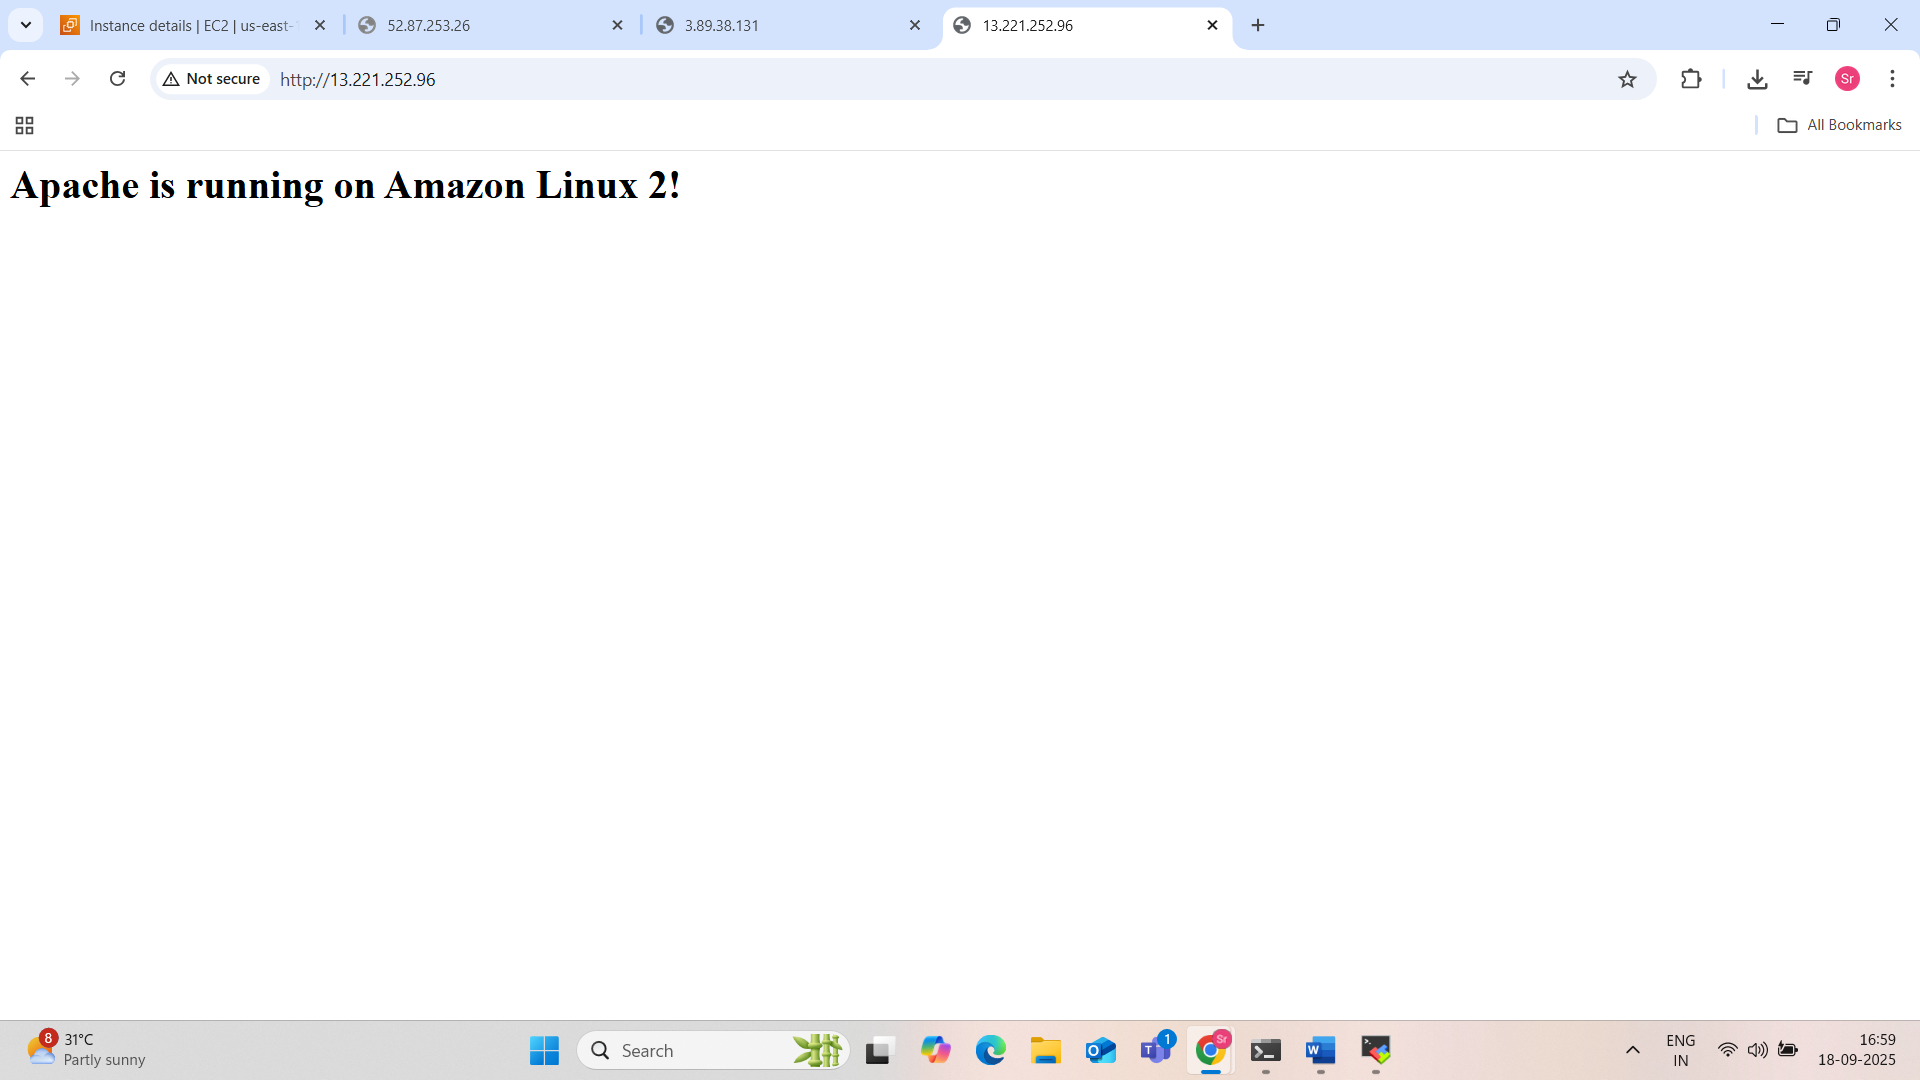 Instance details | EC2 | us-east-
52.87.253.26
3.89.38.131
13.221.252.96
Not secure
http://13.221.252.96
Sr
All Bookmarks
Apache is running on Amazon Linux 2!
8
31°C
Partly sunny
Search
1
Sr
ENG
IN
16:59
18-09-2025